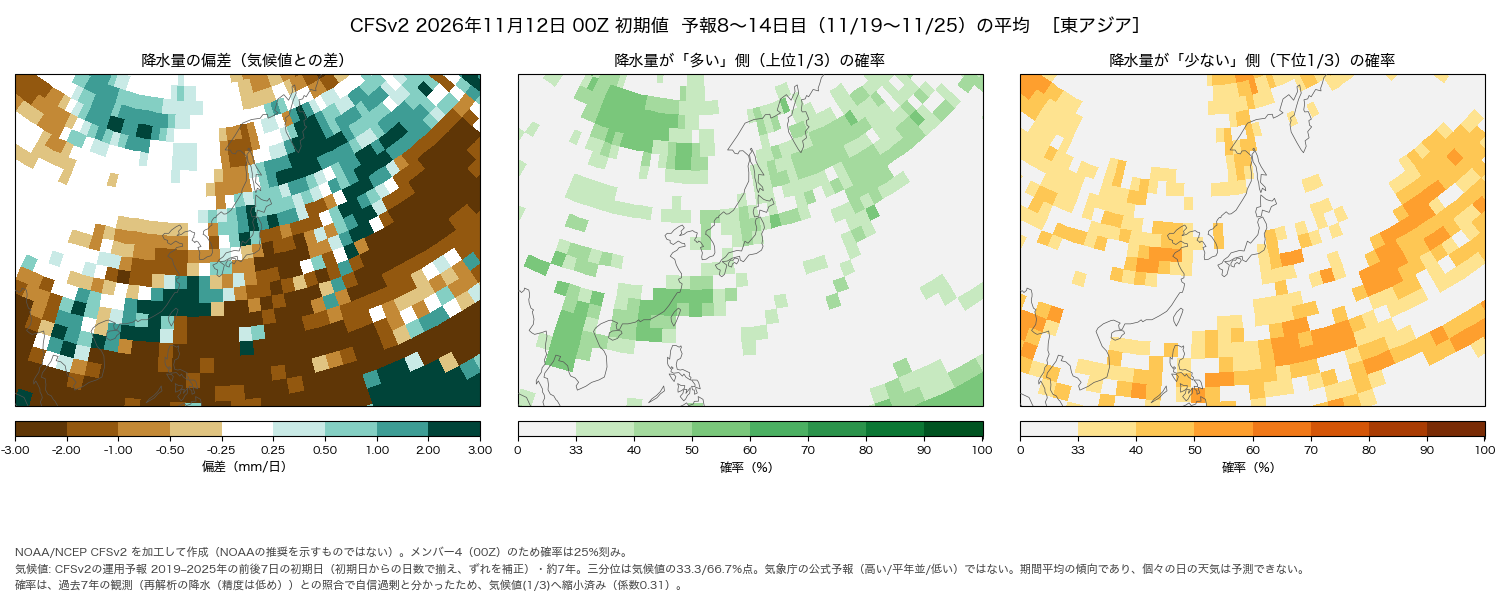 CFSv2 2026年11月12日 00Z 初期値 予報8～14日目（11/19～11/25）の平均 ［東アジア］
降水量の偏差（気候値との差）
降水量が「多い」側（上位1/3）の確率
降水量が「少ない」側（下位1/3）の確率
-3.00 -2.00 -1.00 -0.50 -0.25 0.25 0.50 1.00 2.00 3.00
偏差（mm/日）
0 33 40 50 60 70 80 90 100
確率（%）
0 33 40 50 60 70 80 90 100
確率（%）
NOAA/NCEP CFSv2 を加工して作成（NOAAの推奨を示すものではない）。メンバー4（00Z）のため確率は25%刻み。
気候値: CFSv2の運用予報 2019–2025年の前後7日の初期日（初期日からの日数で揃え、ずれを補正）・約7年。三分位は気候値の33.3/66.7%点。気象庁の公式予報（高い/平年並/低い）ではない。期間平均の傾向であり、個々の日の天気は予測できない。
確率は、過去7年の観測（再解析の降水（精度は低め））との照合で自信過剰と分かったため、気候値(1/3)へ縮小済み（係数0.31）。